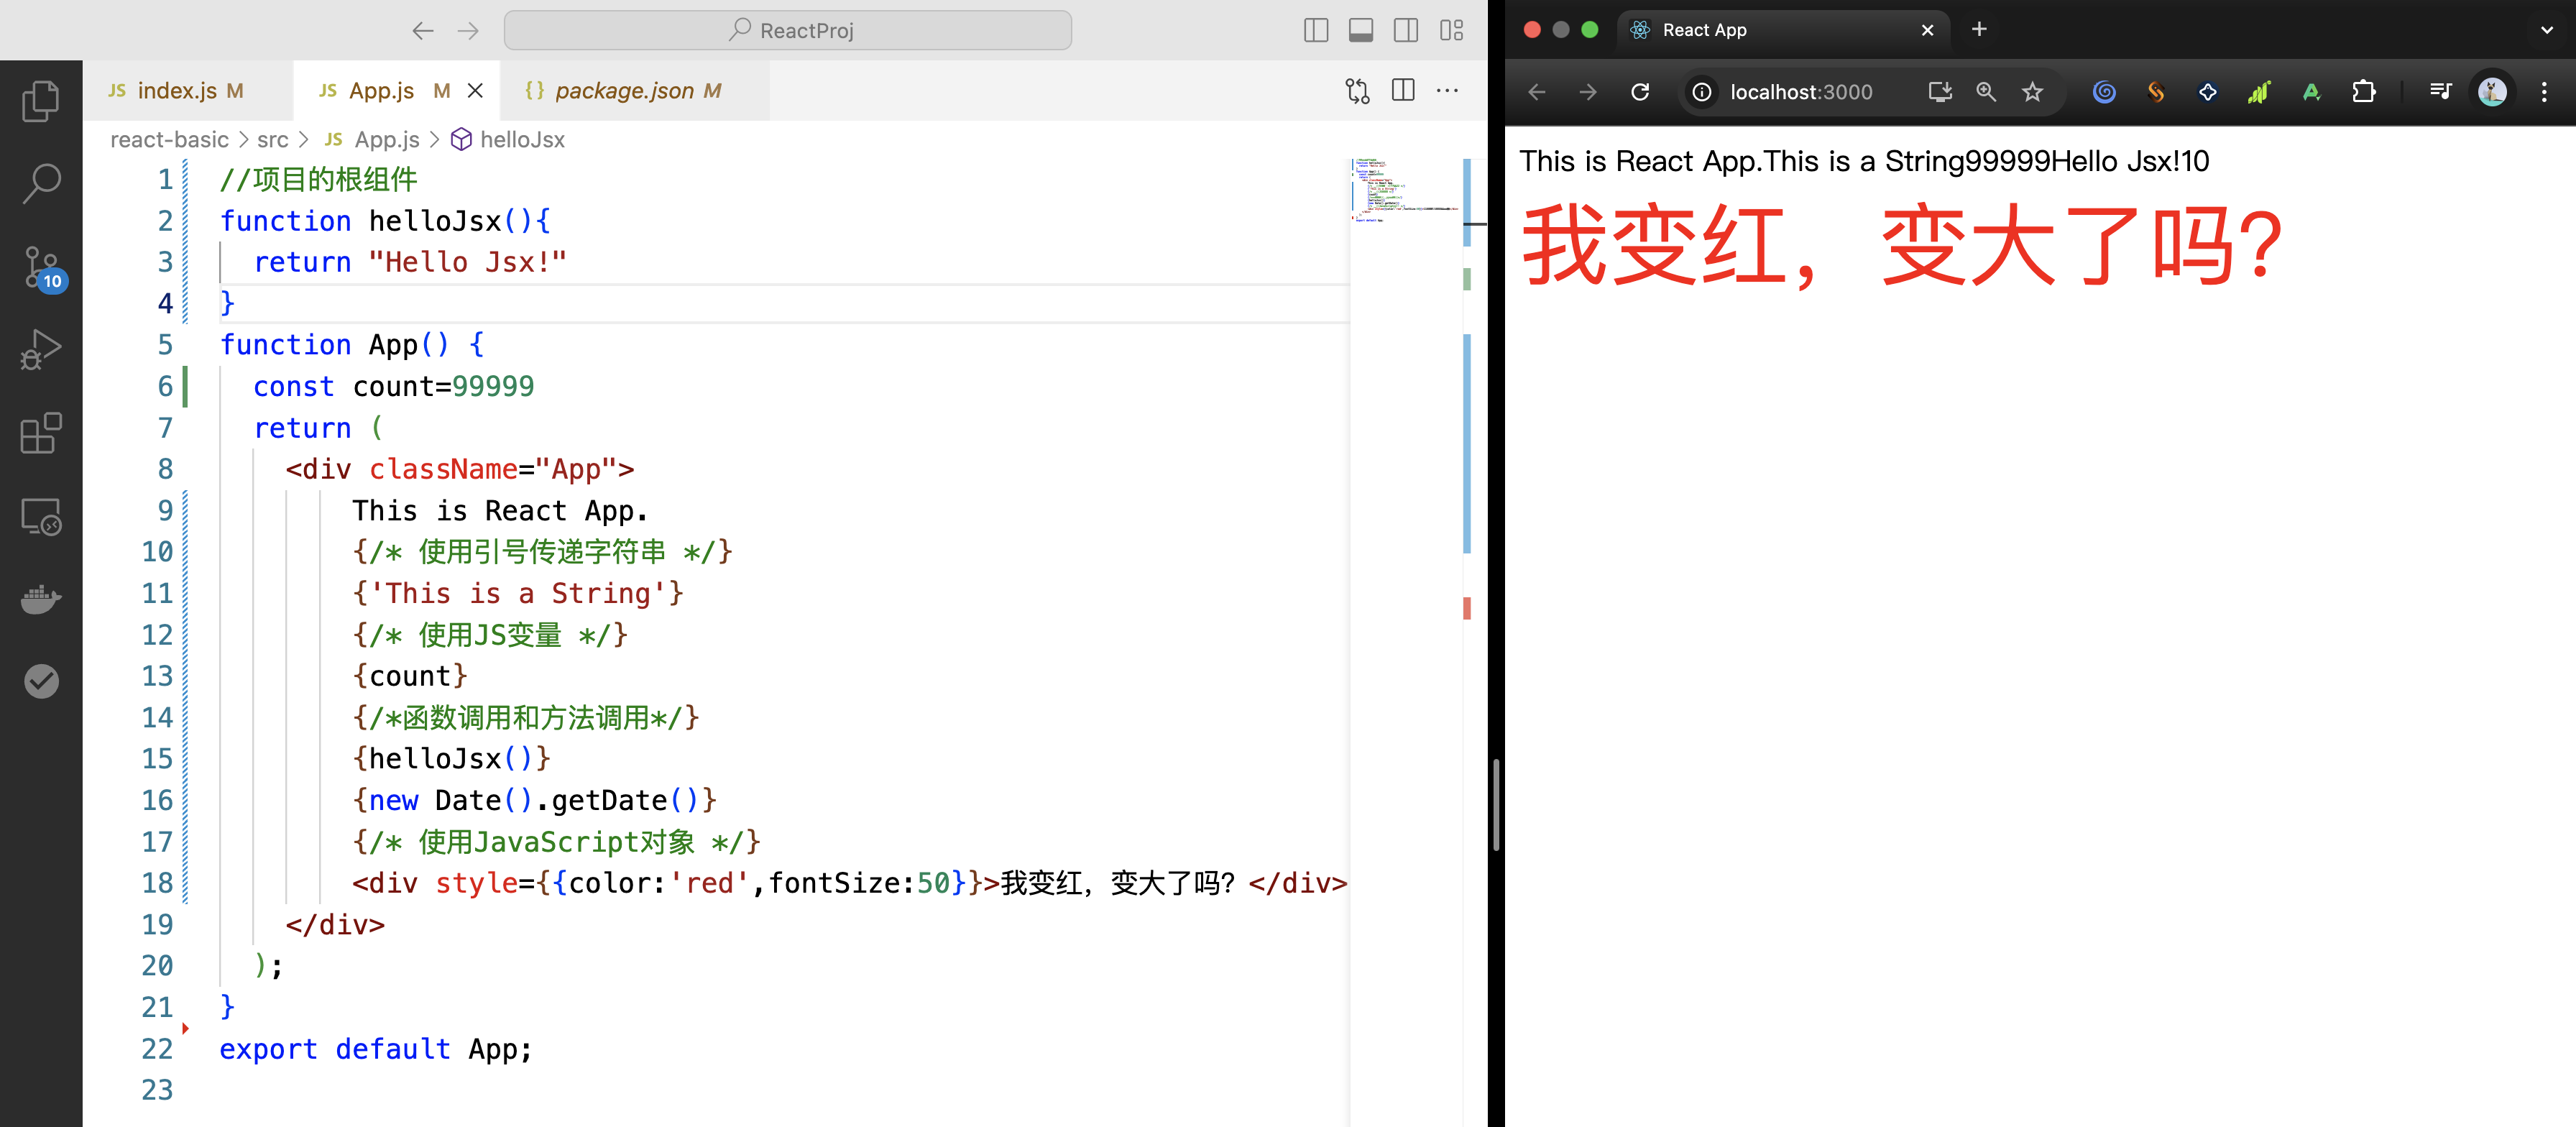 ReactProj
JS index.js M
JS App.js M
{} package.json M
react-basic > src > JS App.js > helloJsx
10
1 //项目的根组件
2 function helloJsx(){
3 return "Hello Jsx!"
4 }
5 function App() {
6 const count=99999
7 return (
8 <div className="App">
9 This is React App.
10 {/* 使用引号传递字符串 */}
11 {'This is a String'}
12 {/* 使用JS变量 */}
13 {count}
14 {/*函数调用和方法调用*/}
15 {helloJsx()}
16 {new Date().getDate()}
17 {/* 使用JavaScript对象 */}
18 <div style={{color:'red',fontSize:50}}>我变红，变大了吗？</div>
19 </div>
20 );
21 }
22 export default App;
23
React App
localhost:3000
This is React App.This is a String99999Hello Jsx!10
我变红，变大了吗？